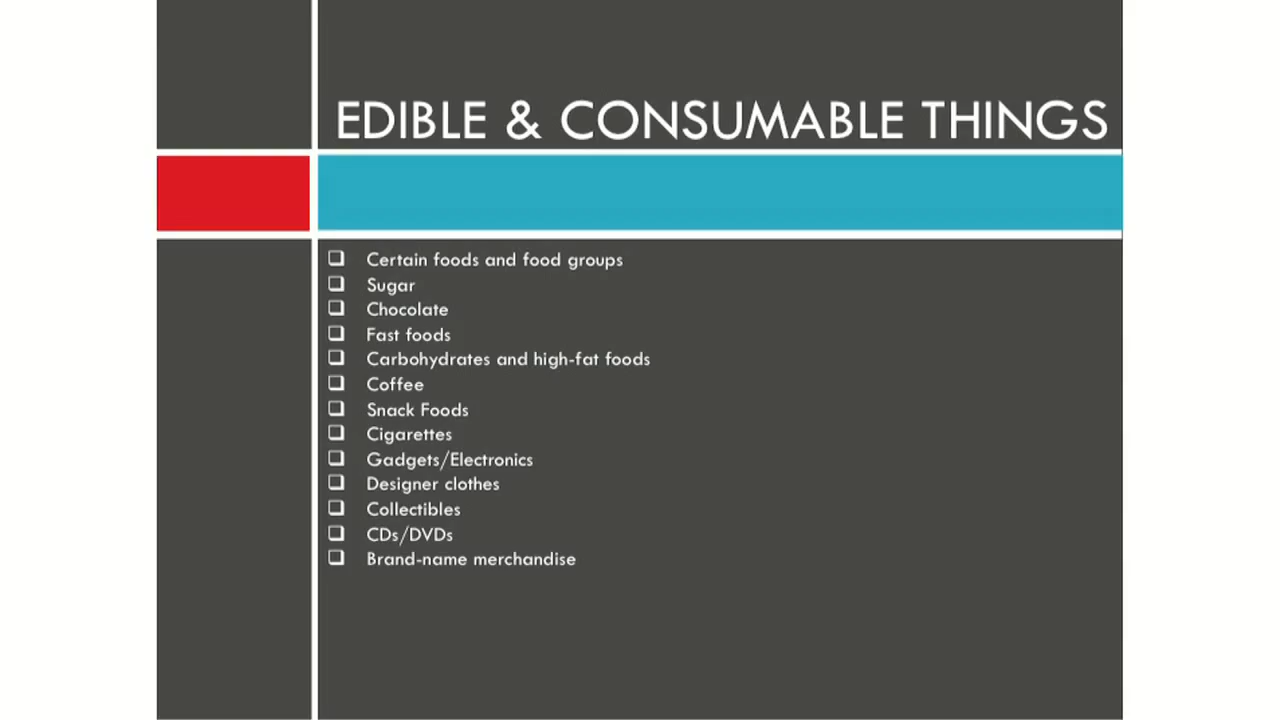 EDIBLE & CONSUMABLE THINGS
❑ Certain foods and food groups
❑ Sugar
❑ Chocolate
❑ Fast foods
❑ Carbohydrates and high-fat foods
❑ Coffee
❑ Snack Foods
❑ Cigarettes
❑ Gadgets/Electronics
❑ Designer clothes
❑ Collectibles
❑ CDs/DVDs
❑ Brand-name merchandise